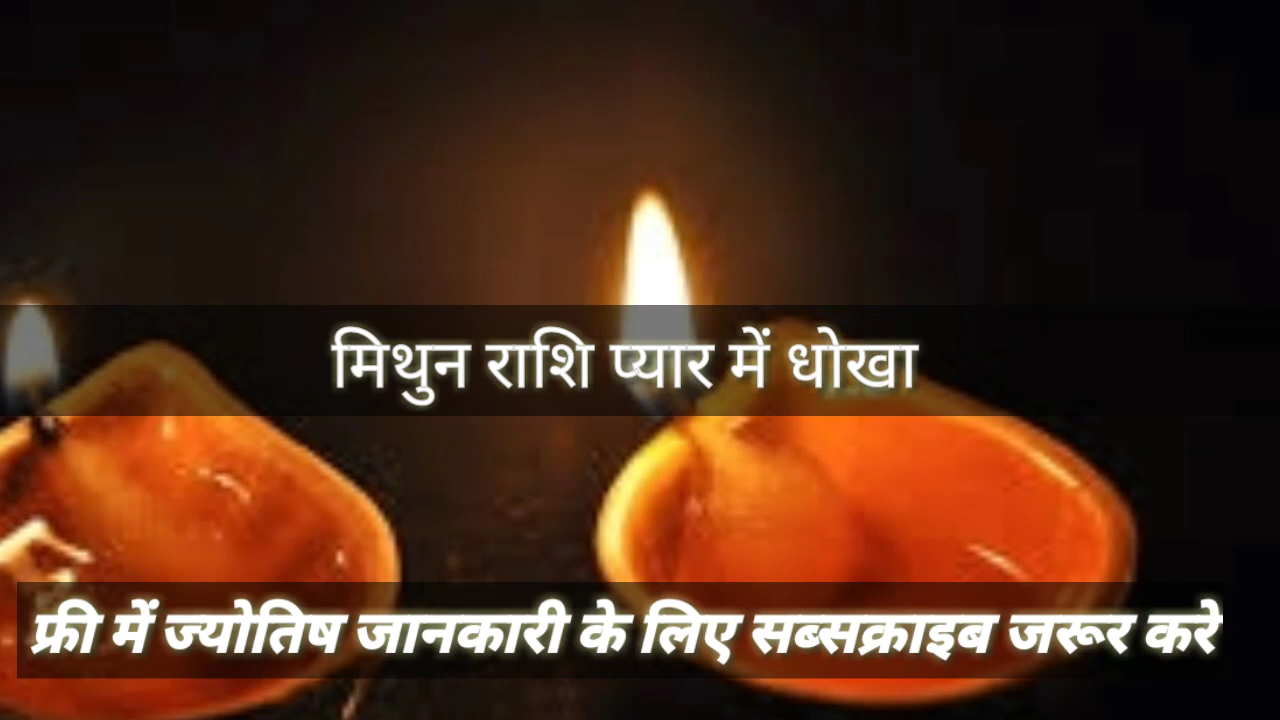 मिथुन राशि प्यार में धोखा
फ्री में ज्योतिष जानकारी के लिए सब्सक्राइब जरूर करे